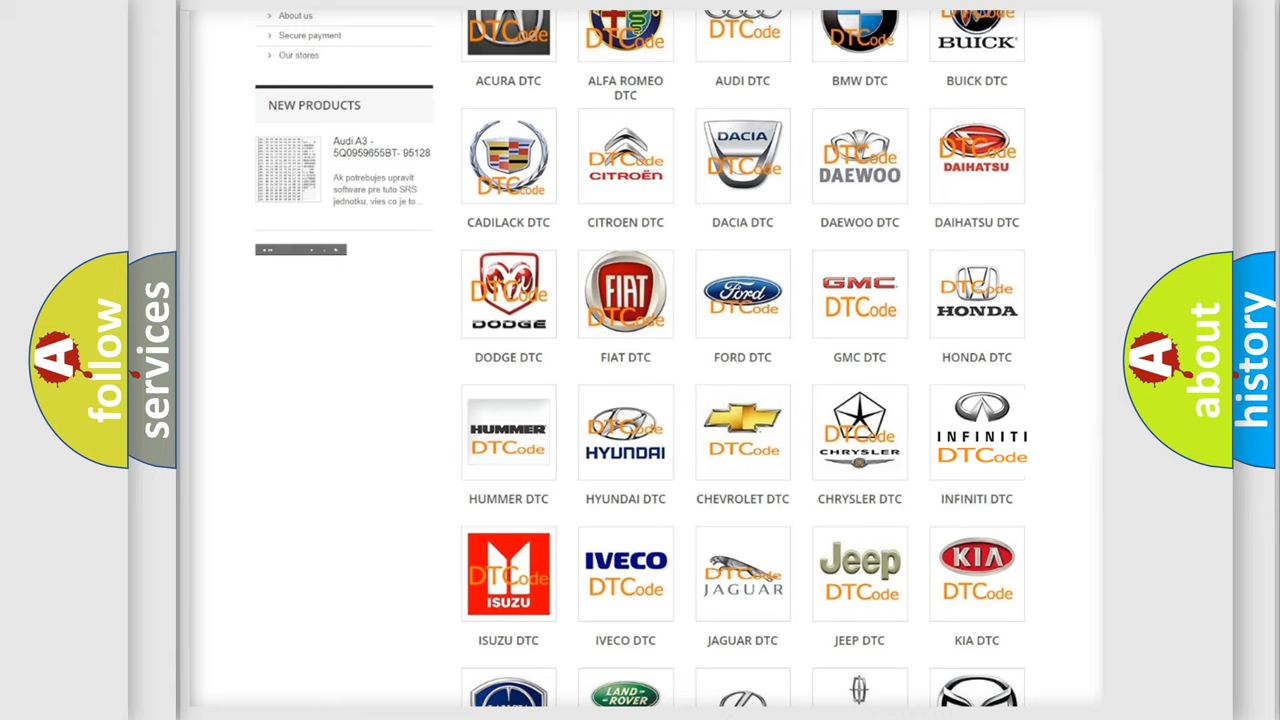 About us
Secure payment
Our stores
NEW PRODUCTS
Audi A3 -
5Q0959655BT- 95128
Ak potrebujes upravit
software pre tuto SRS
jednotku, vies co je to...
DTCode
DTCode
DTCode
DTCode
BUICK
ACURA DTC
ALFA ROMEO
DTC
AUDI DTC
BMW DTC
BUICK DTC
DTCode
DTCode
CITROËN
DACIA
DTCode
DTCode
DAEWOO
DTCode
DAIHATSU
CADILACK DTC
CITROEN DTC
DACIA DTC
DAEWOO DTC
DAIHATSU DTC
DTCode
DODGE
FIAT
DTCode
Ford
DTCode
GMC
DTCode
DTCode
HONDA
DODGE DTC
FIAT DTC
FORD DTC
GMC DTC
HONDA DTC
HUMMER
DTCode
DTCode
HYUNDAI
DTCode
DTCode
CHRYSLER
INFINITI
DTCode
HUMMER DTC
HYUNDAI DTC
CHEVROLET DTC
CHRYSLER DTC
INFINITI DTC
DTCode
ISUZU
IVECO
DTCode
DTCode
JAGUAR
Jeep
DTCode
KIA
DTCode
ISUZU DTC
IVECO DTC
JAGUAR DTC
JEEP DTC
KIA DTC
LAND-
ROVER
A follow
services
A about
history